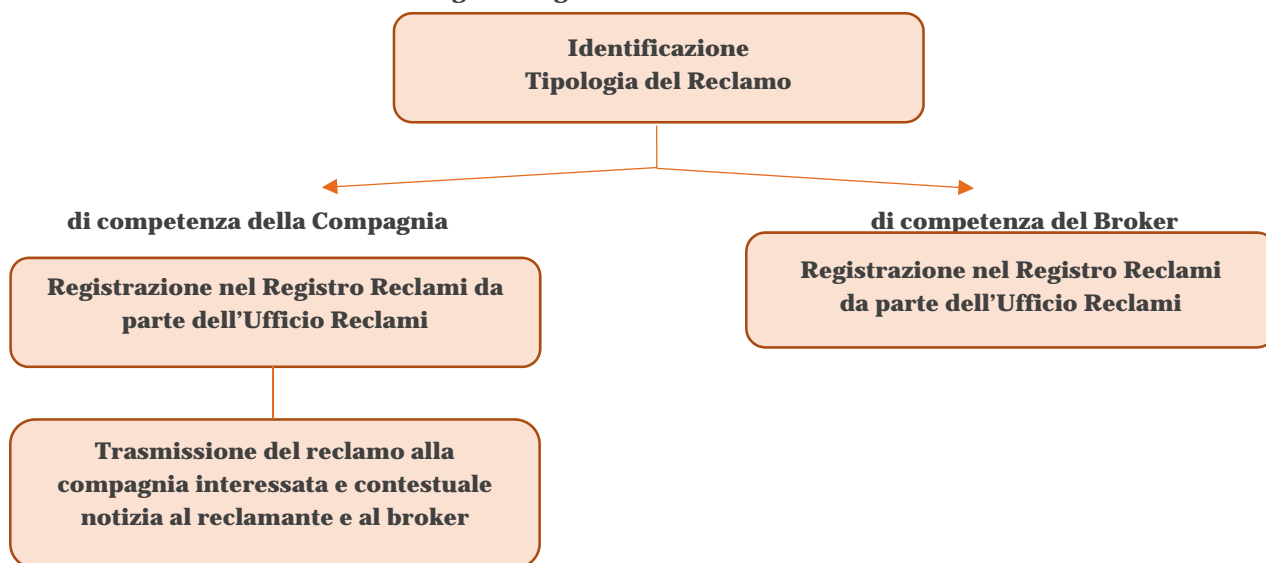 Identificazione
Tipologia del Reclamo
di competenza della Compagnia
di competenza del Broker
Registrazione nel Registro Reclami da
parte dell’Ufficio Reclami
Registrazione nel Registro Reclami
da parte dell’Ufficio Reclami
Trasmissione del reclamo alla
compagnia interessata e contestuale
notizia al reclamante e al broker